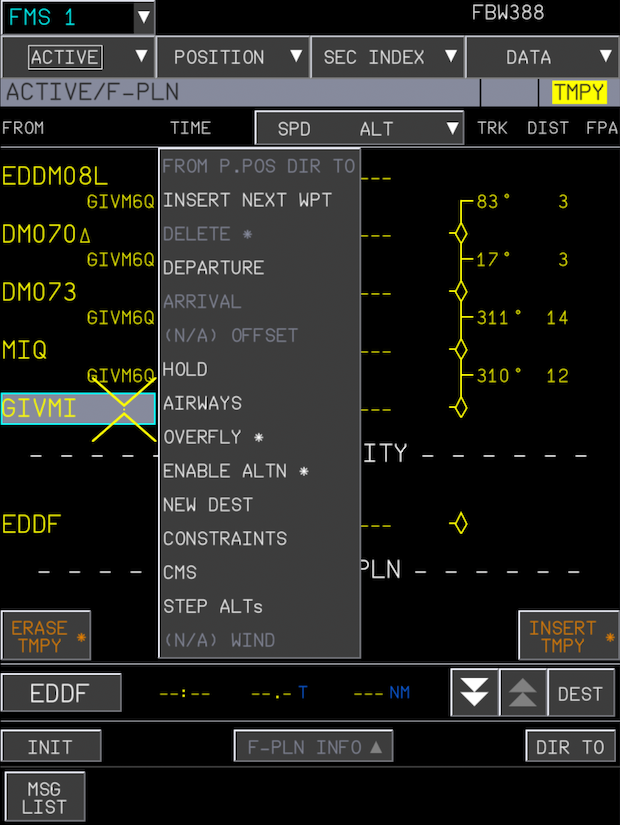 FMS 1 ▼ FBW388
ACTIVE ▼ POSITION ▼ SEC INDEX ▼ DATA ▼
ACTIVE/F-PLN TMPY
FROM TIME SPD ALT ▼ TRK DIST FPA
FROM P.POS DIR TO
EDDM08L ---
INSERT NEXT WPT
GIVM6Q 83° 3
DM070Δ DELETE * ---
GIVM6Q DEPARTURE 17° 3
DM073 ARRIVAL ---
GIVM6Q (N/A) OFFSET 311° 14
MIQ ---
GIVM6Q HOLD 310° 12
GIVMI AIRWAYS ---
OVERFLY *
- - - - - ITY - - - - - -
ENABLE ALTN *
NEW DEST
EDDF ---
CONSTRAINTS
- - - - - CMS PLN - - - - - -
STEP ALTs
ERASE TMPY * (N/A) WIND INSERT TMPY *
EDDF --:-- --.- T --- NM DEST
INIT F-PLN INFO ▲ DIR TO
MSG
LIST